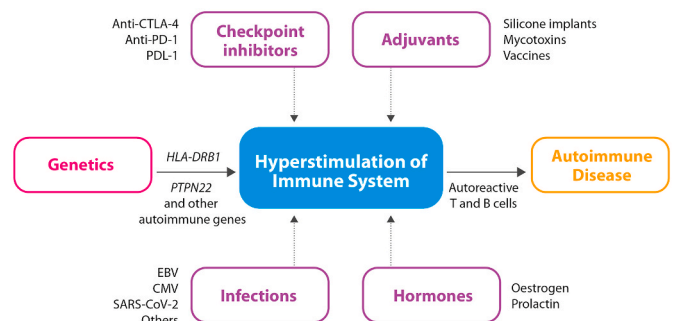 Anti-CTLA-4
Anti-PD-1
PDL-1
Checkpoint
inhibitors
Adjuvants
Silicone implants
Mycotoxins
Vaccines
Genetics
HLA-DRB1
PTPN22
and other
autoimmune genes
Hyperstimulation of
Immune System
Autoreactive
T and B cells
Autoimmune
Disease
EBV
CMV
SARS-CoV-2
Others
Infections
Hormones
Oestrogen
Prolactin